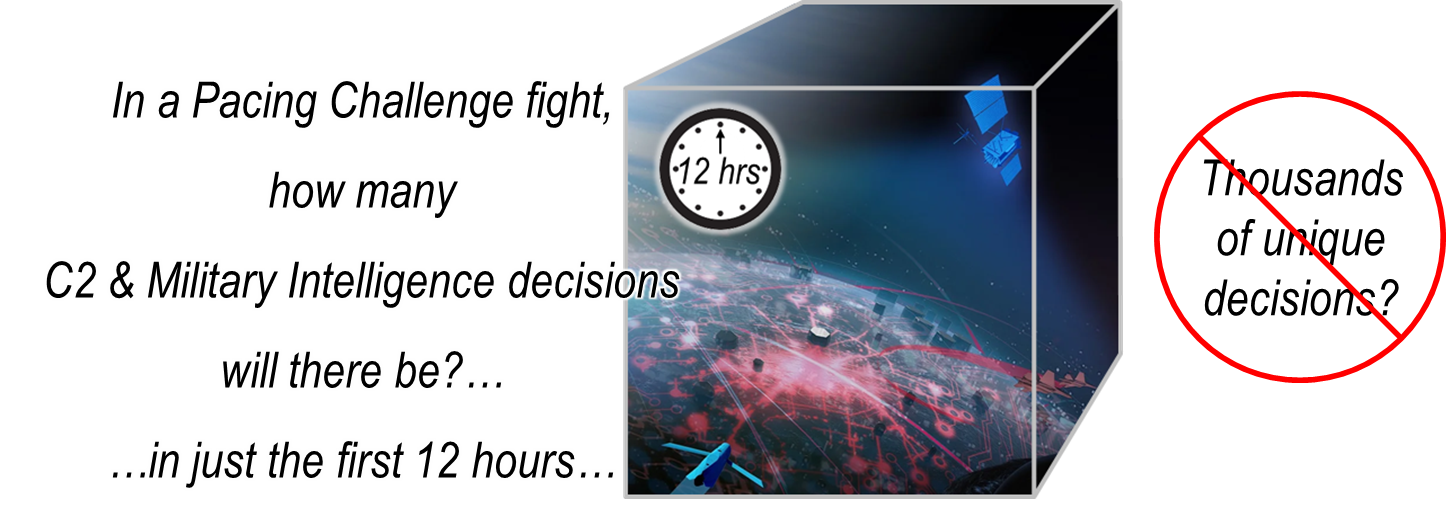 In a Pacing Challenge fight,
how many
C2 & Military Intelligence decisions
will there be?…
…in just the first 12 hours…
12 hrs
Thousands
of unique
decisions?